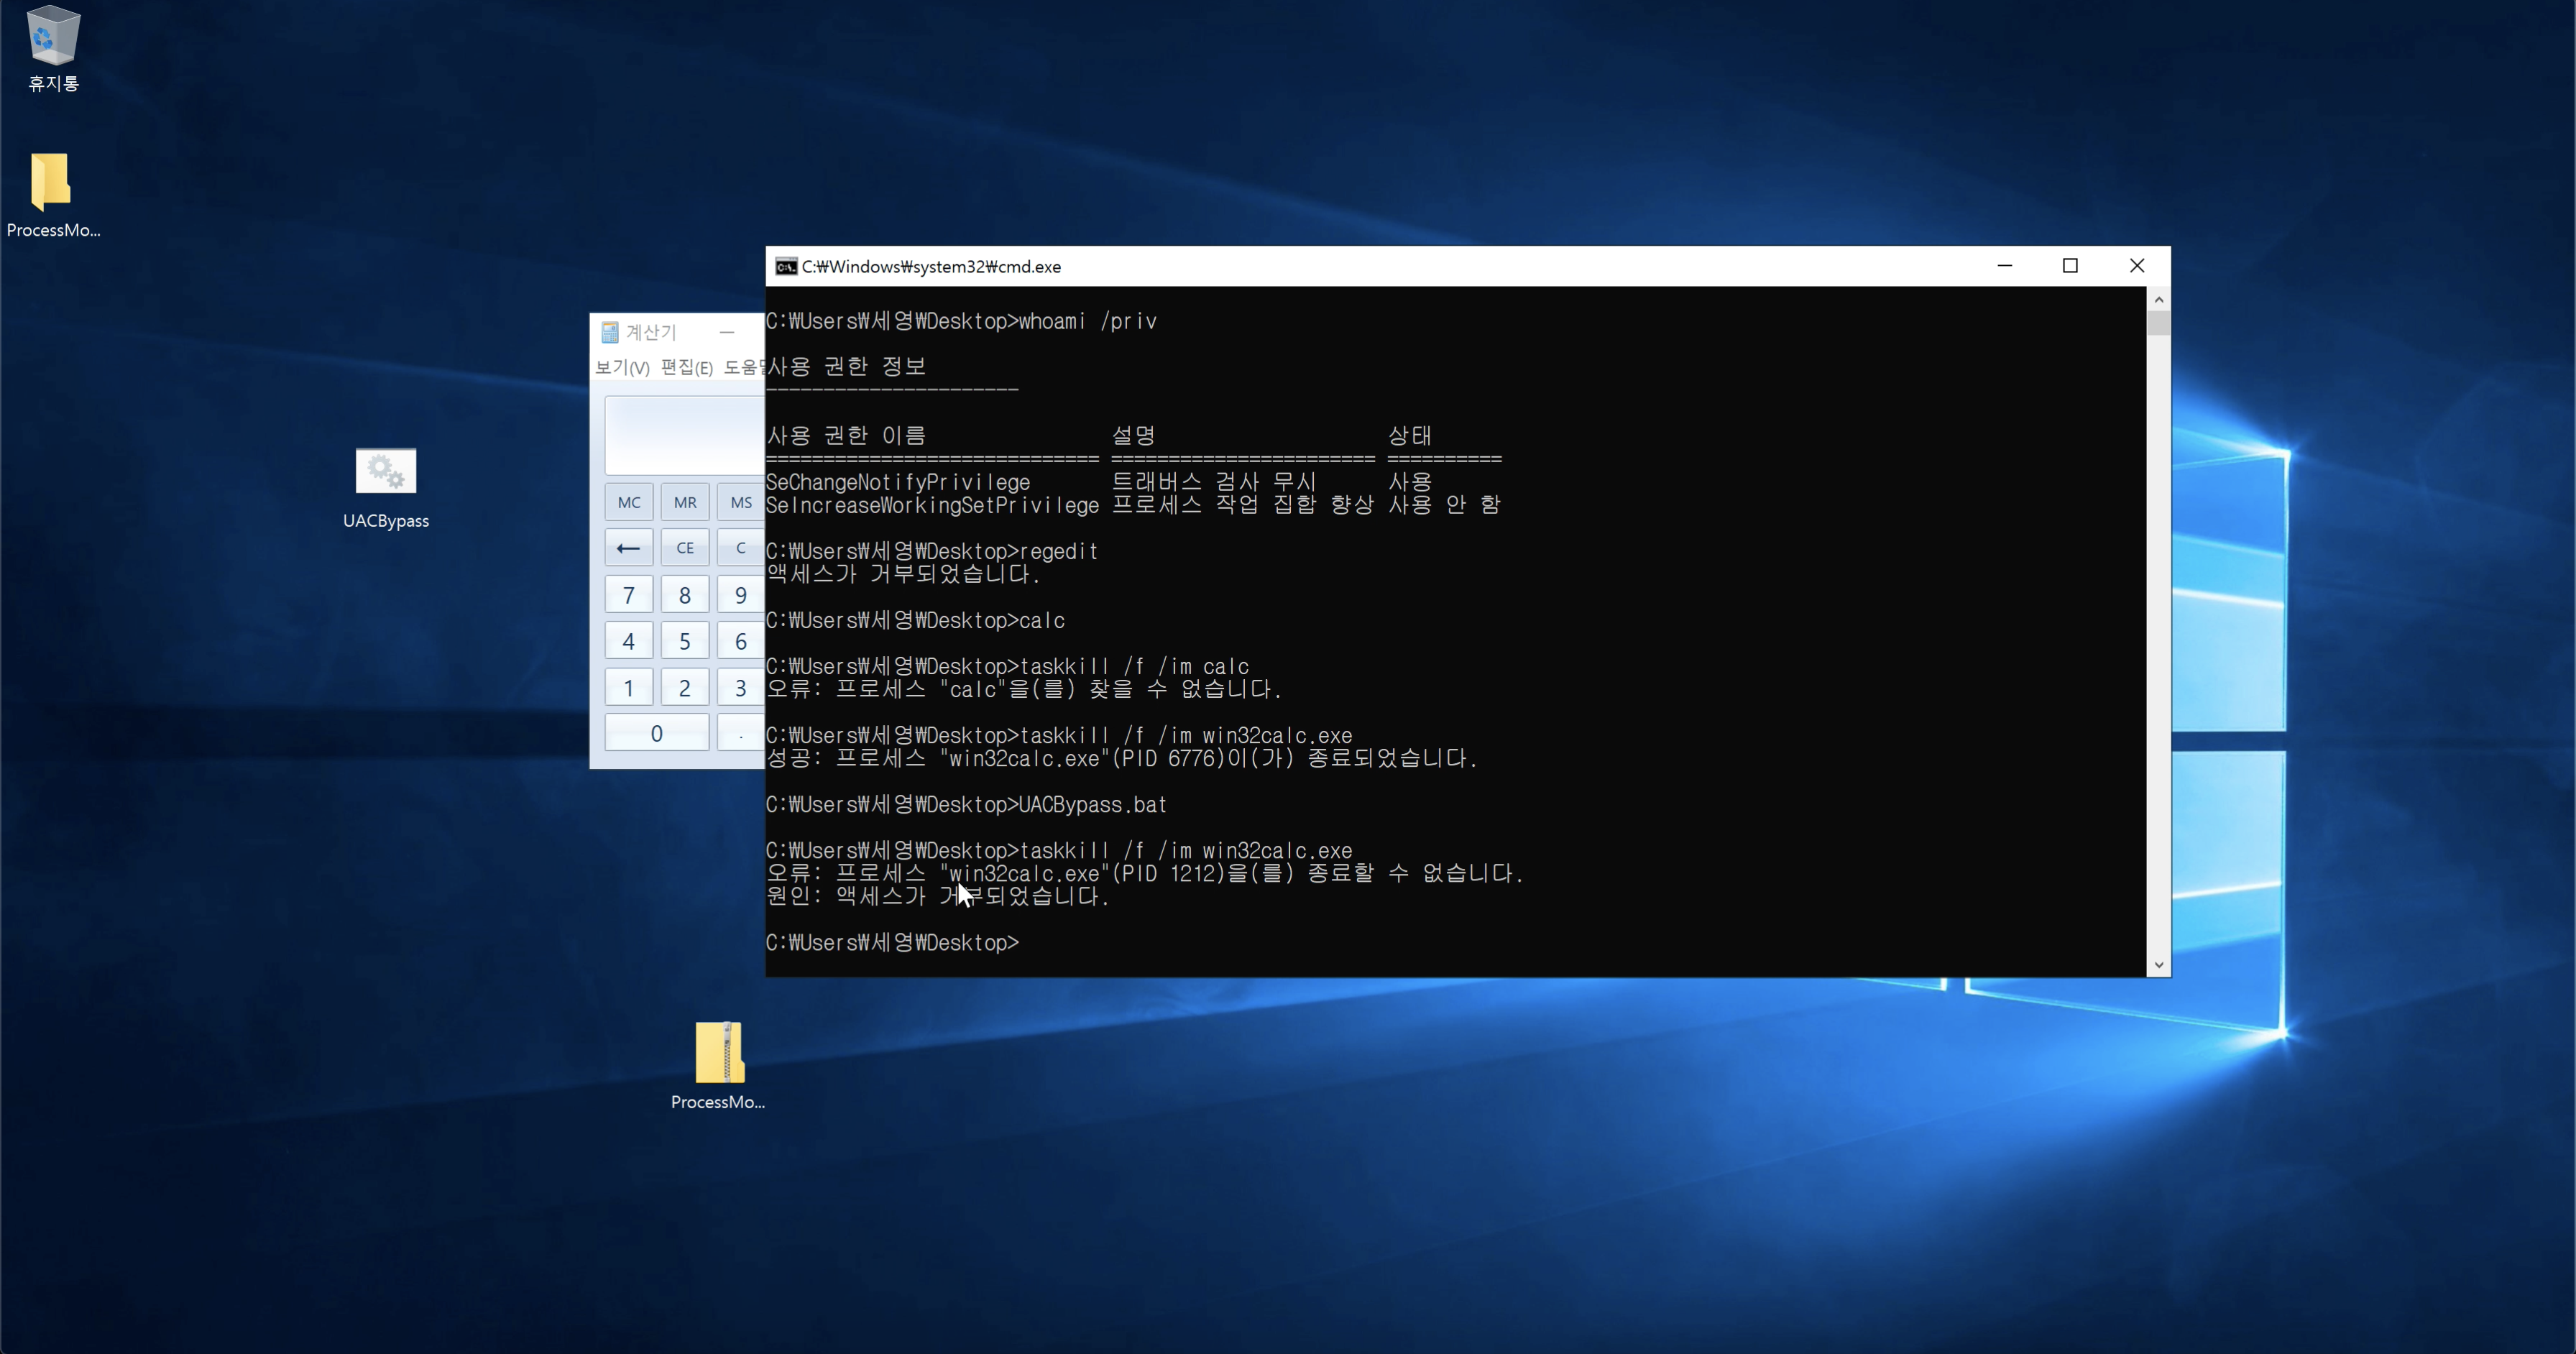 휴지통
ProcessMo...
UACBypass
ProcessMo...
계산기
보기(V) 편집(E)
MC MR MS
← CE C
7 8 9
4 5 6
1 2 3
0 .
C:₩Windows₩system32₩cmd.exe
C:₩Users₩세영₩Desktop>whoami /priv
사용 권한 정보
----------------------
사용 권한 이름 설명 상태
============================= ======================= ==========
SeChangeNotifyPrivilege 트래버스 검사 무시 사용
SeIncreaseWorkingSetPrivilege 프로세스 작업 집합 향상 사용 안 함
C:₩Users₩세영₩Desktop>regedit
액세스가 거부되었습니다.
C:₩Users₩세영₩Desktop>calc
C:₩Users₩세영₩Desktop>taskkill /f /im calc
오류: 프로세스 "calc"을(를) 찾을 수 없습니다.
C:₩Users₩세영₩Desktop>taskkill /f /im win32calc.exe
성공: 프로세스 "win32calc.exe"(PID 6776)이(가) 종료되었습니다.
C:₩Users₩세영₩Desktop>UACBypass.bat
C:₩Users₩세영₩Desktop>taskkill /f /im win32calc.exe
오류: 프로세스 "win32calc.exe"(PID 1212)을(를) 종료할 수 없습니다.
원인: 액세스가 거부되었습니다.
C:₩Users₩세영₩Desktop>